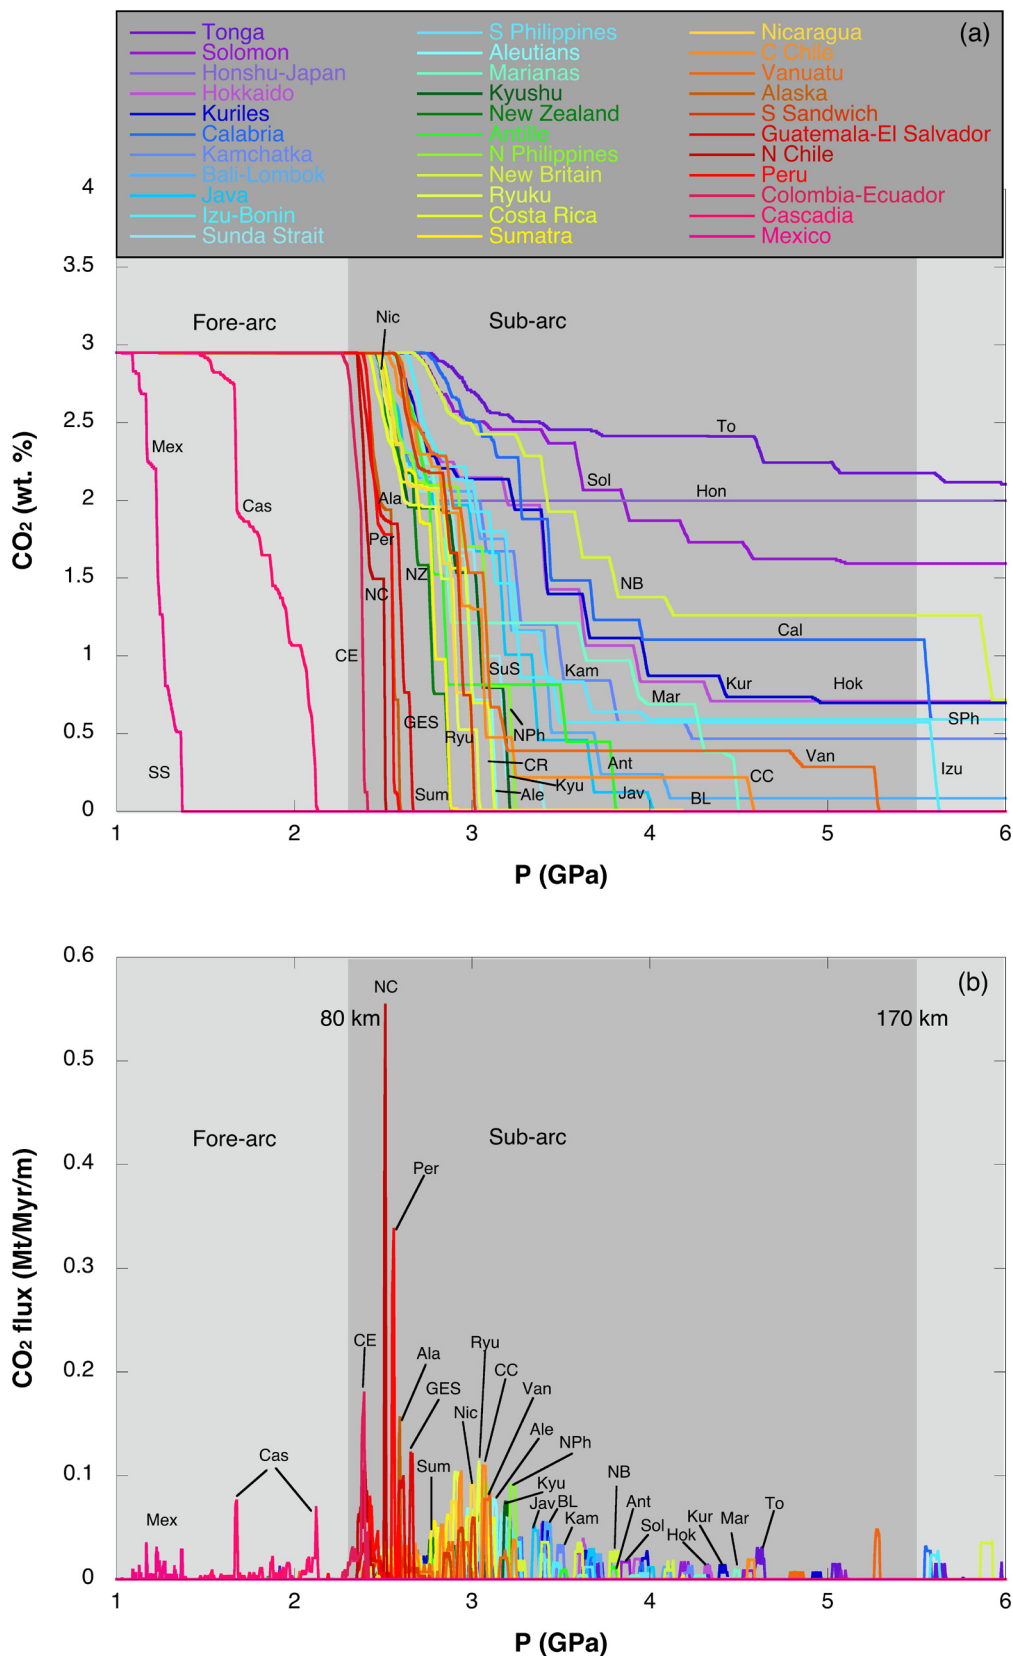 (a)
Tonga
Solomon
Honshu-Japan
Hokkaido
Kuriles
Calabria
Kamchatka
Bali-Lombok
Java
Izu-Bonin
Sunda Strait
S Philippines
Aleutians
Marianas
Kyushu
New Zealand
Antille
N Philippines
New Britain
Ryuku
Costa Rica
Sumatra
Nicaragua
C Chile
Vanuatu
Alaska
S Sandwich
Guatemala-El Salvador
N Chile
Peru
Colombia-Ecuador
Cascadia
Mexico
4
3.5
3
2.5
2
1.5
1
0.5
0
CO2 (wt. %)
Fore-arc
Sub-arc
Nic
To
Mex
Sol
Hon
Cas
Ala
Per
NZ
NB
NC
Cal
CE
SuS
Kam
Mar
Kur
Hok
GES
Ryu
NPh
SPh
SS
CR
Ant
Van
Izu
Sum
Ale
Kyu
Jav
BL
CC
1 2 3 4 5 6
P (GPa)
0.6
0.5
0.4
0.3
0.2
0.1
0
CO2 flux (Mt/Myr/m)
(b)
NC
80 km
170 km
Fore-arc
Sub-arc
Per
CE
Ryu
Ala
CC
GES
Van
Nic
Ale
Cas
NPh
Sum
Kyu
NB
Mex
Jav
BL
Kam
Ant
Sol
Hok
Kur
Mar
To
1 2 3 4 5 6
P (GPa)